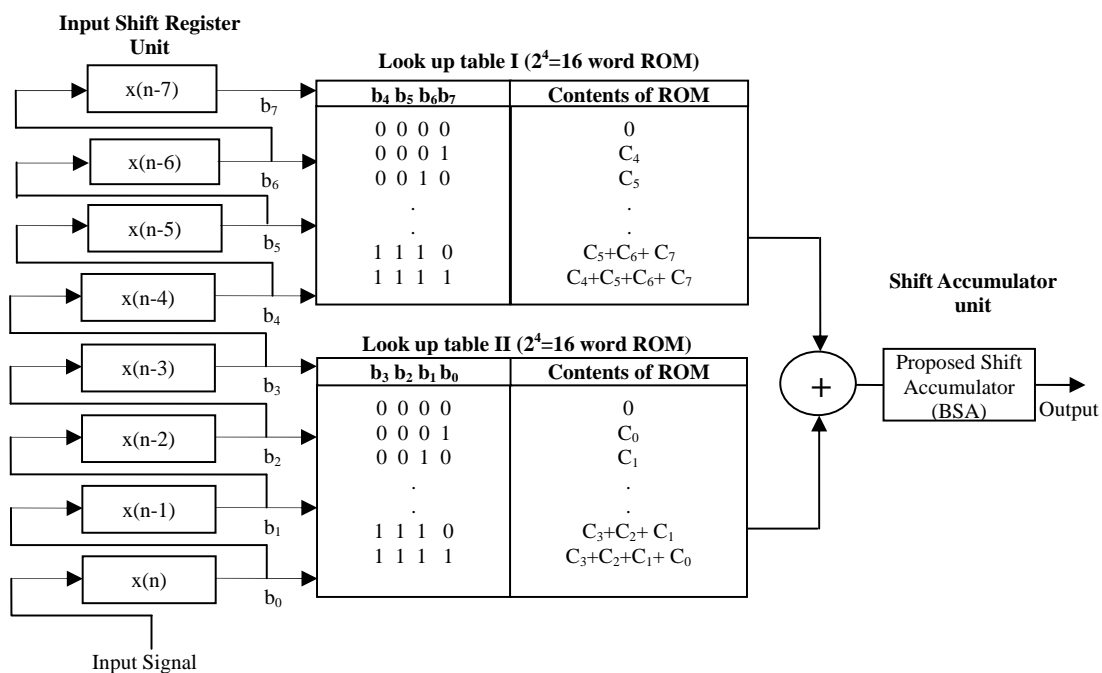 Input Shift Register
Unit
x(n-7)
b₇
x(n-6)
b₆
x(n-5)
b₅
x(n-4)
b₄
x(n-3)
b₃
x(n-2)
b₂
x(n-1)
b₁
x(n)
b₀
Input Signal
Look up table I (2⁴=16 word ROM)
b₄ b₅ b₆b₇ Contents of ROM
0 0 0 0 0
0 0 0 1 C₄
0 0 1 0 C₅
. .
. .
1 1 1 0 C₅+C₆+ C₇
1 1 1 1 C₄+C₅+C₆+ C₇
Look up table II (2⁴=16 word ROM)
b₃ b₂ b₁ b₀ Contents of ROM
0 0 0 0 0
0 0 0 1 C₀
0 0 1 0 C₁
. .
. .
1 1 1 0 C₃+C₂+ C₁
1 1 1 1 C₃+C₂+C₁+ C₀
+
Shift Accumulator
unit
Proposed Shift
Accumulator
(BSA)
Output